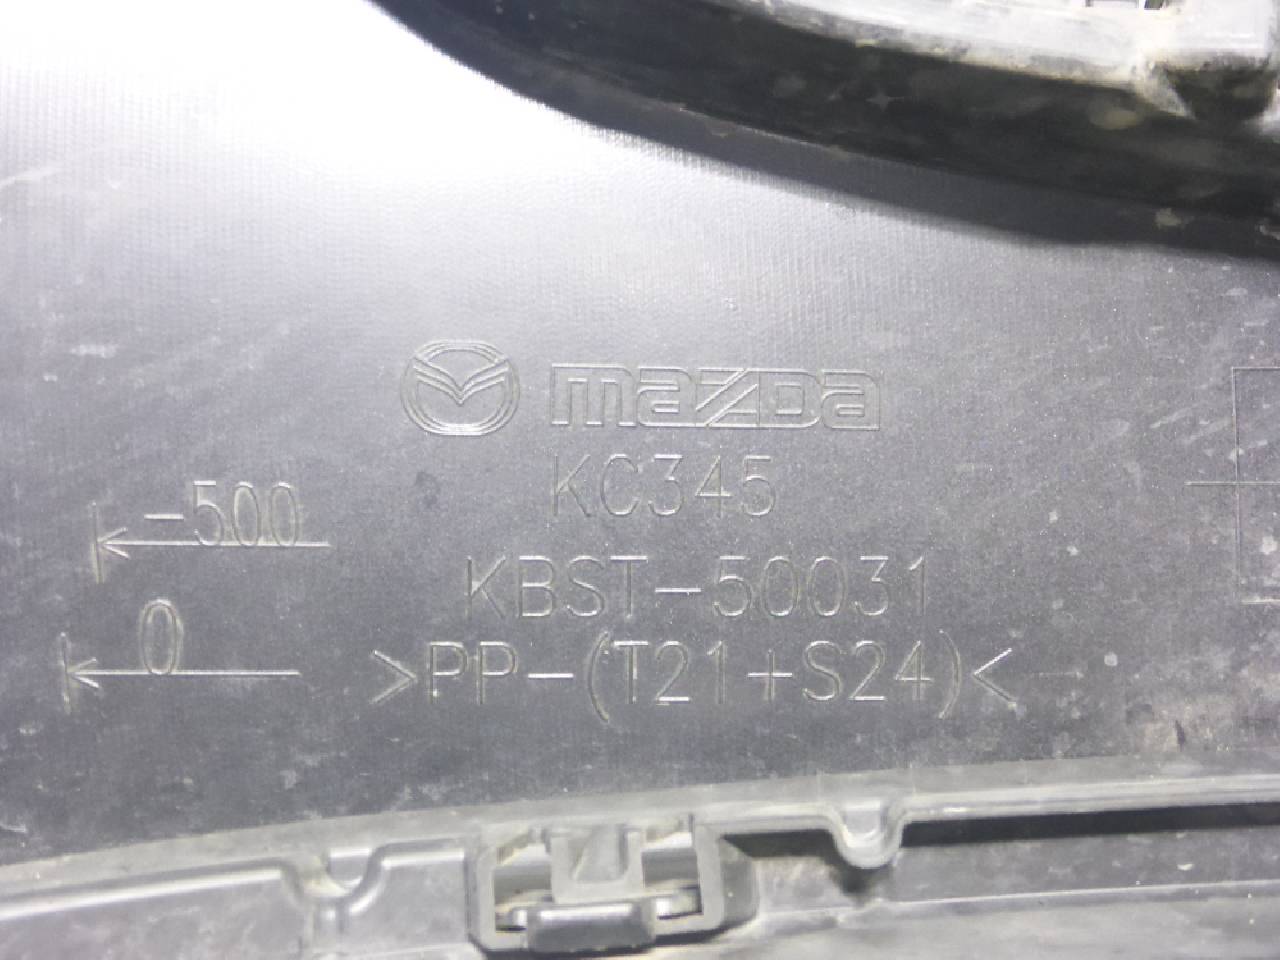 mazda
KC345
-500
KBST-50031
0
>PP-(T21+S24)<